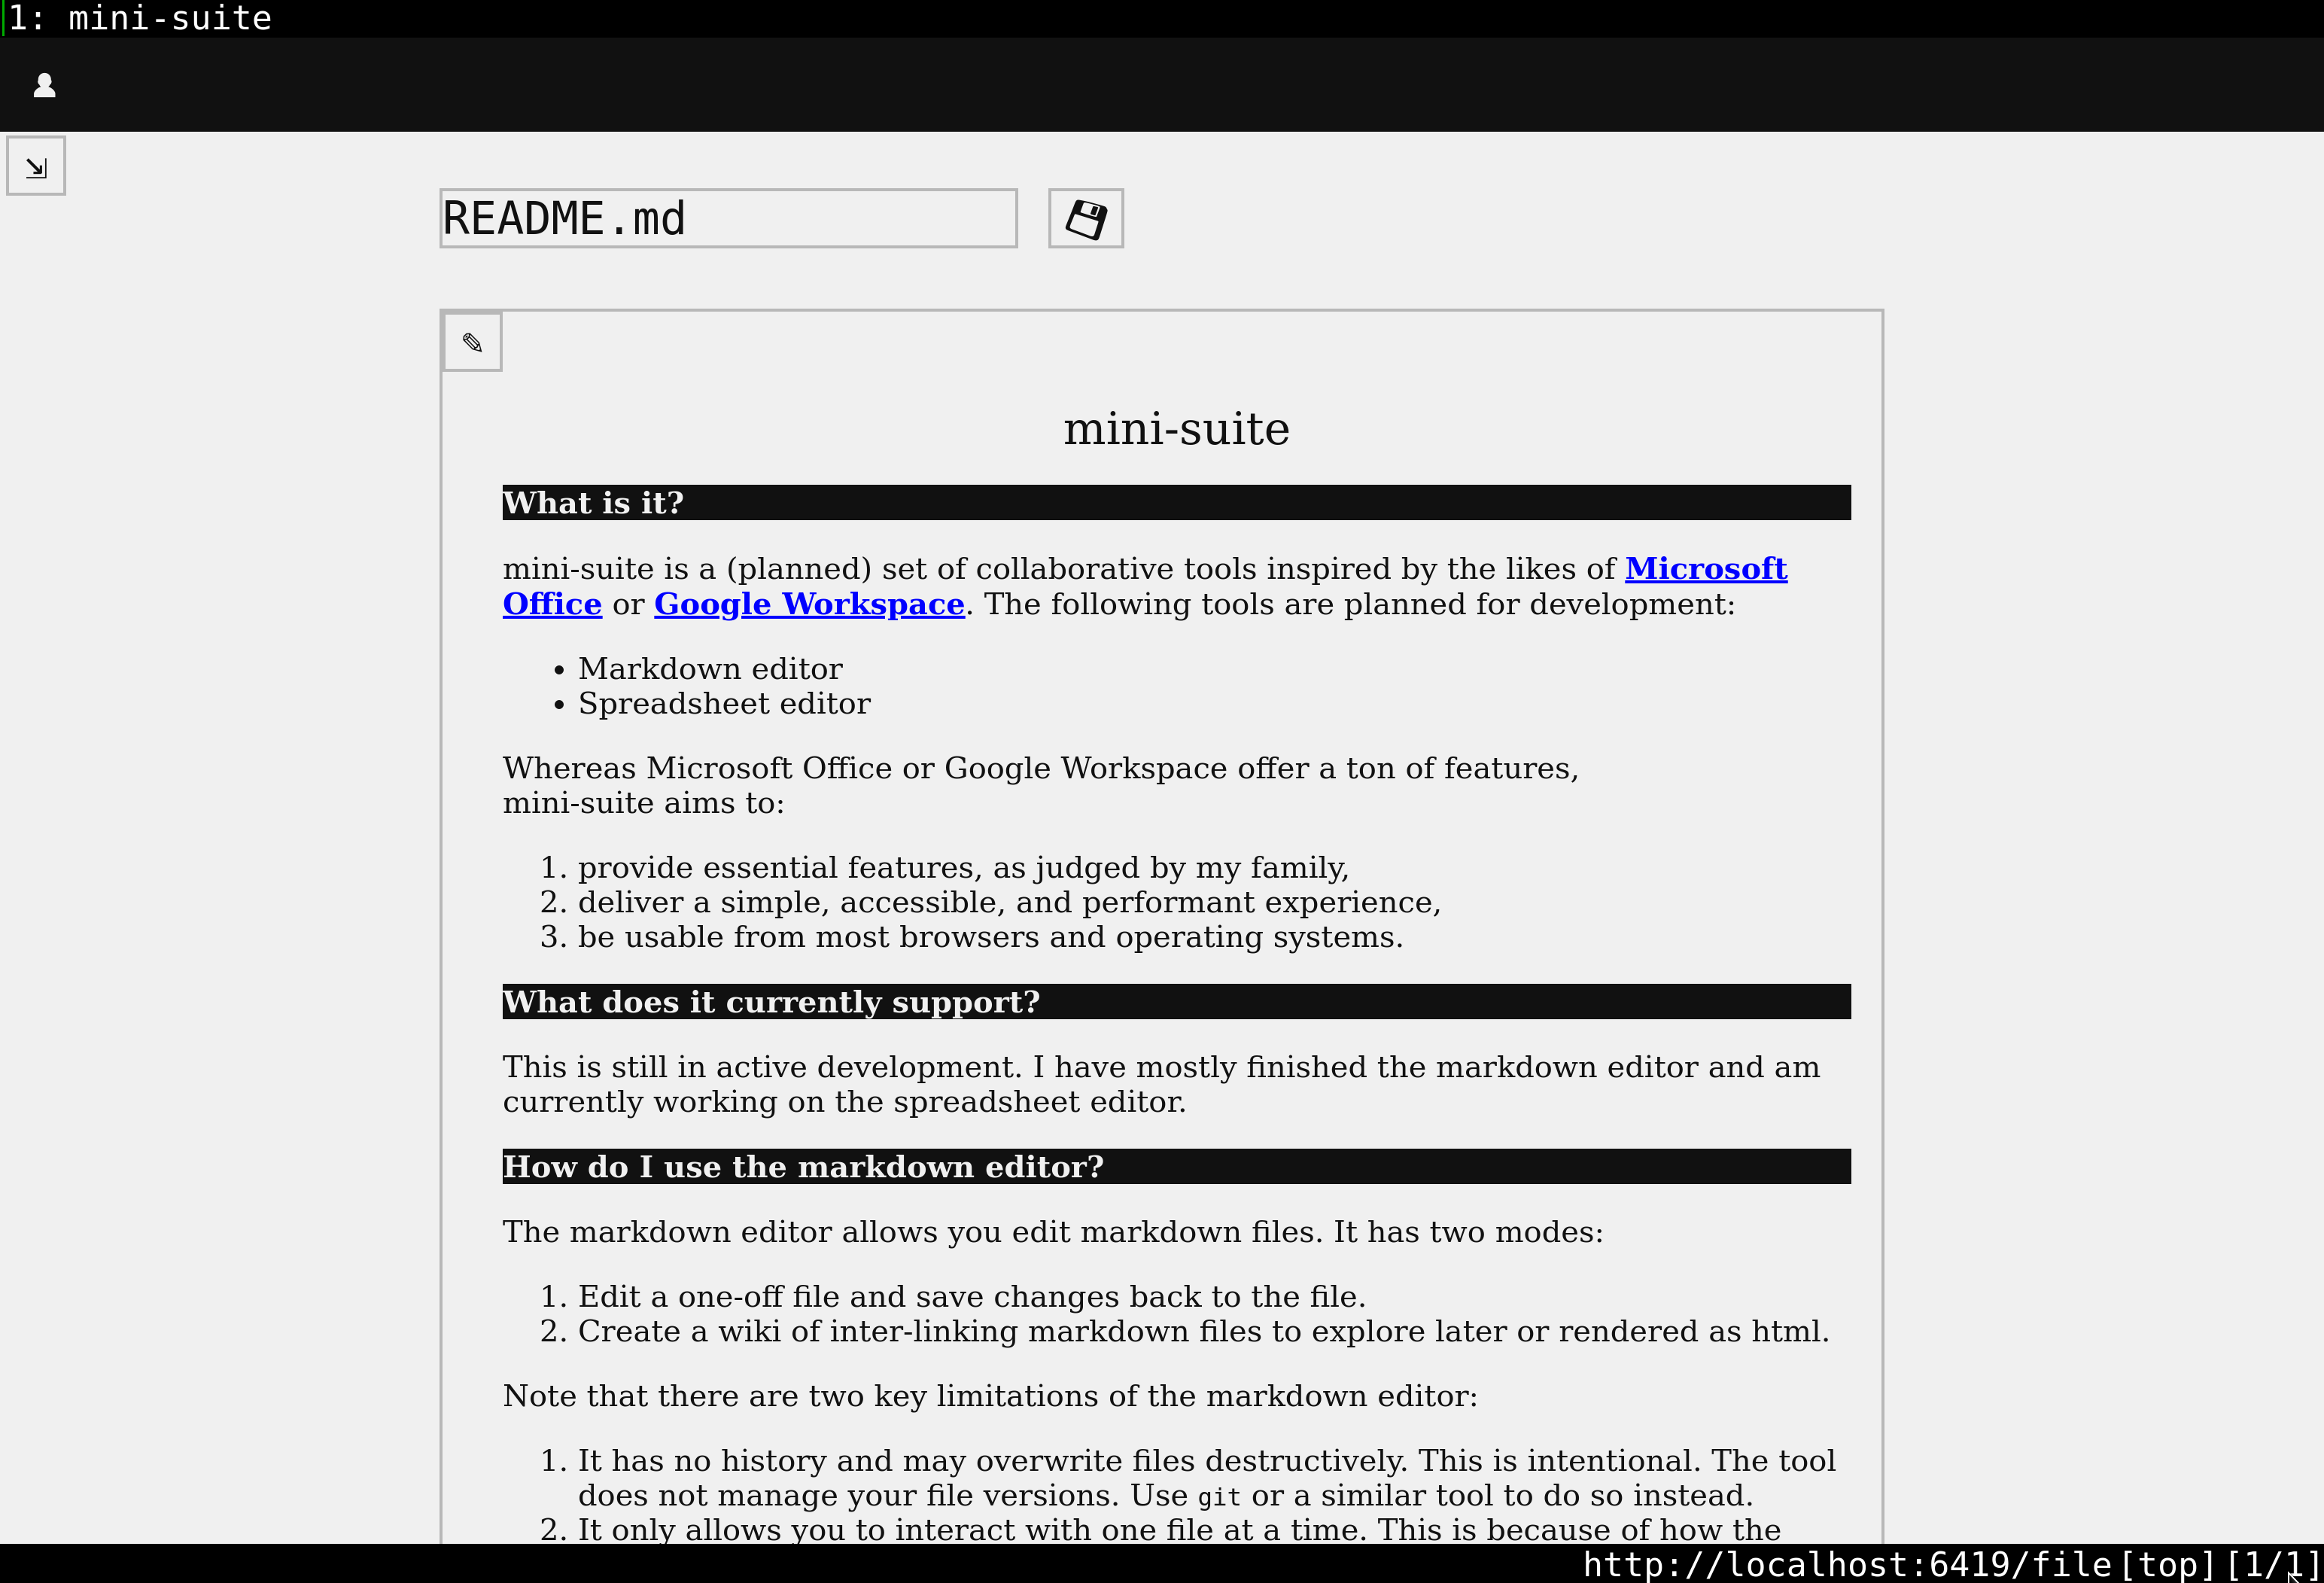 1: mini-suite
README.md
mini-suite
What is it?
mini-suite is a (planned) set of collaborative tools inspired by the likes of Microsoft
Office or Google Workspace. The following tools are planned for development:
• Markdown editor
• Spreadsheet editor
Whereas Microsoft Office or Google Workspace offer a ton of features,
mini-suite aims to:
1. provide essential features, as judged by my family,
2. deliver a simple, accessible, and performant experience,
3. be usable from most browsers and operating systems.
What does it currently support?
This is still in active development. I have mostly finished the markdown editor and am
currently working on the spreadsheet editor.
How do I use the markdown editor?
The markdown editor allows you edit markdown files. It has two modes:
1. Edit a one-off file and save changes back to the file.
2. Create a wiki of inter-linking markdown files to explore later or rendered as html.
Note that there are two key limitations of the markdown editor:
1. It has no history and may overwrite files destructively. This is intentional. The tool
does not manage your file versions. Use git or a similar tool to do so instead.
2. It only allows you to interact with one file at a time. This is because of how the
http://localhost:6419/file[top][1/1]